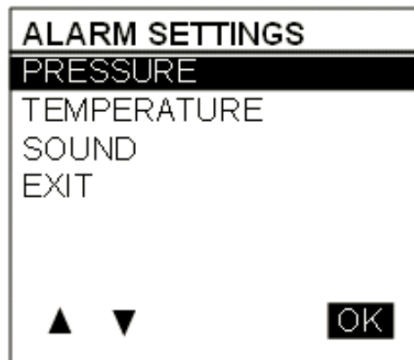 ALARM SETTINGS
PRESSURE
TEMPERATURE
SOUND
EXIT
▲ ▼ OK